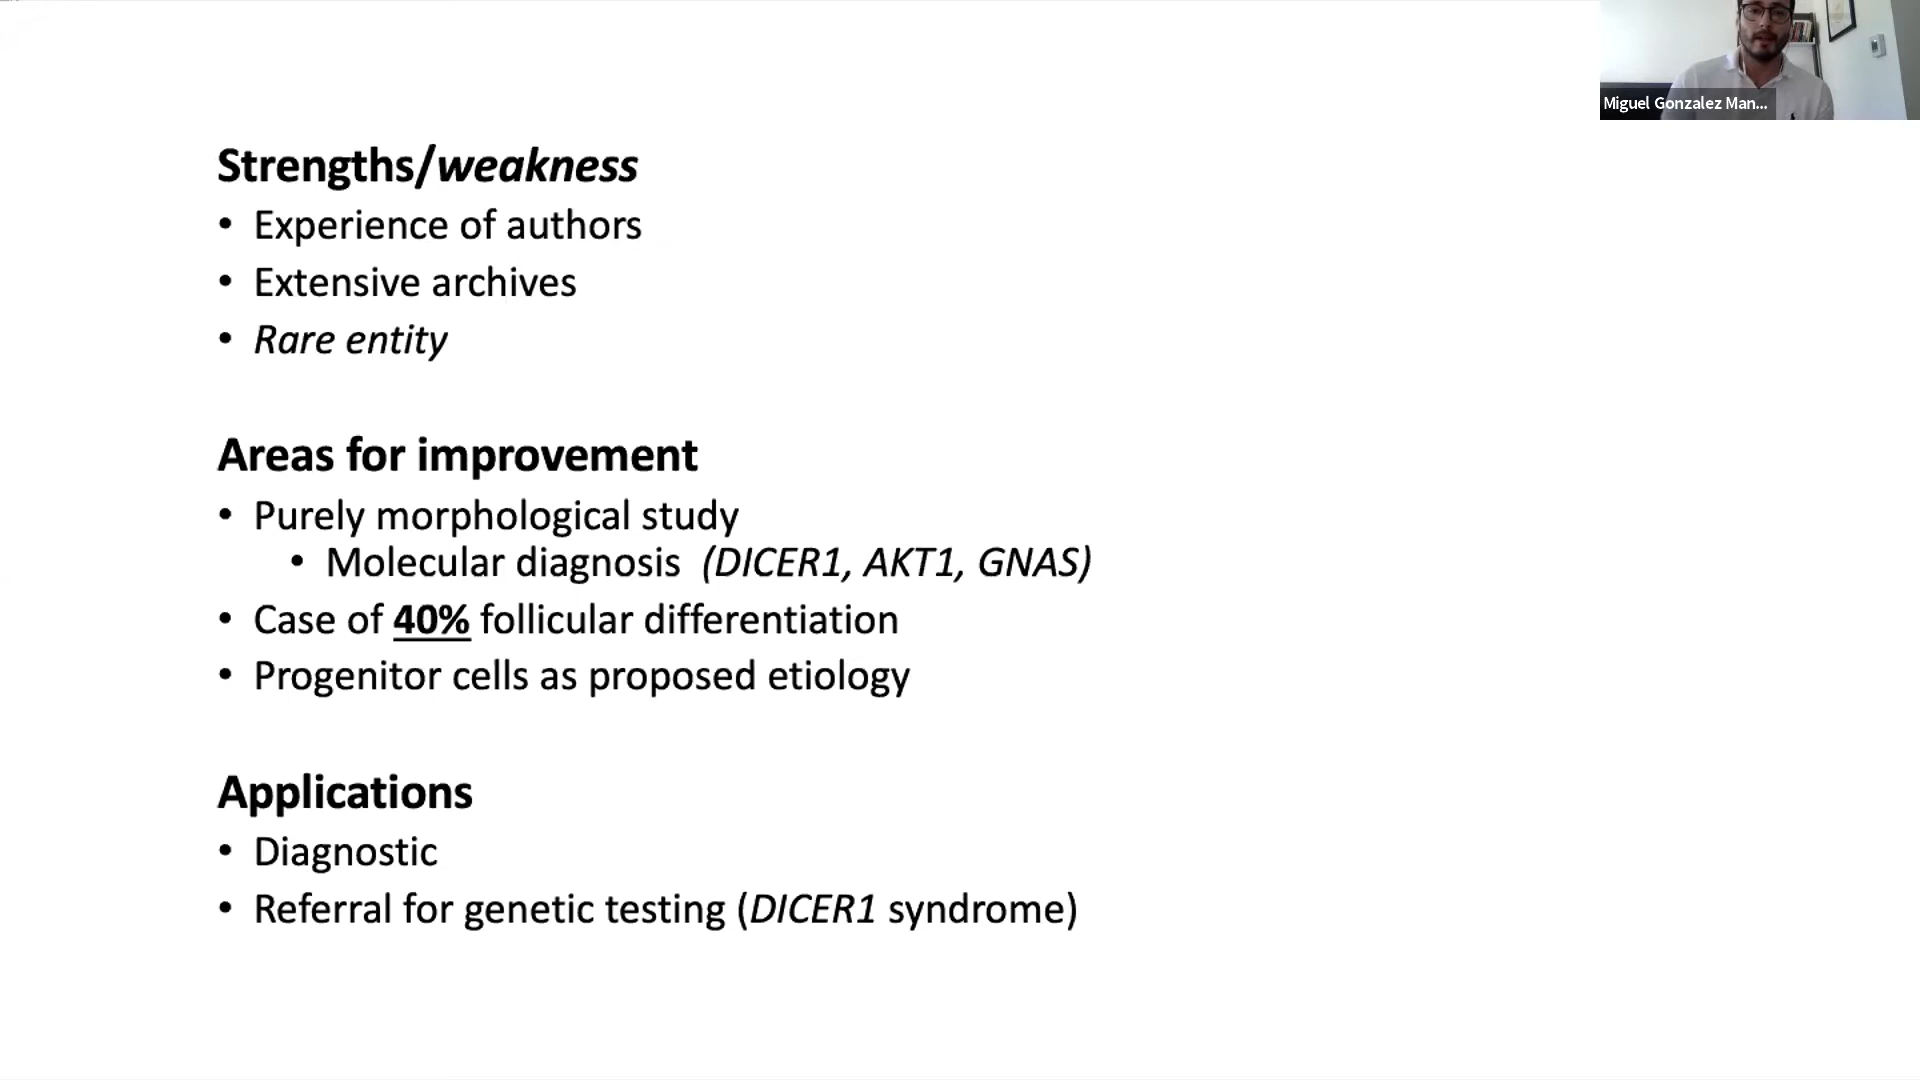 Miguel Gonzalez Man...
Strengths/weakness
• Experience of authors
• Extensive archives
• Rare entity
Areas for improvement
• Purely morphological study
• Molecular diagnosis (DICER1, AKT1, GNAS)
• Case of 40% follicular differentiation
• Progenitor cells as proposed etiology
Applications
• Diagnostic
• Referral for genetic testing (DICER1 syndrome)